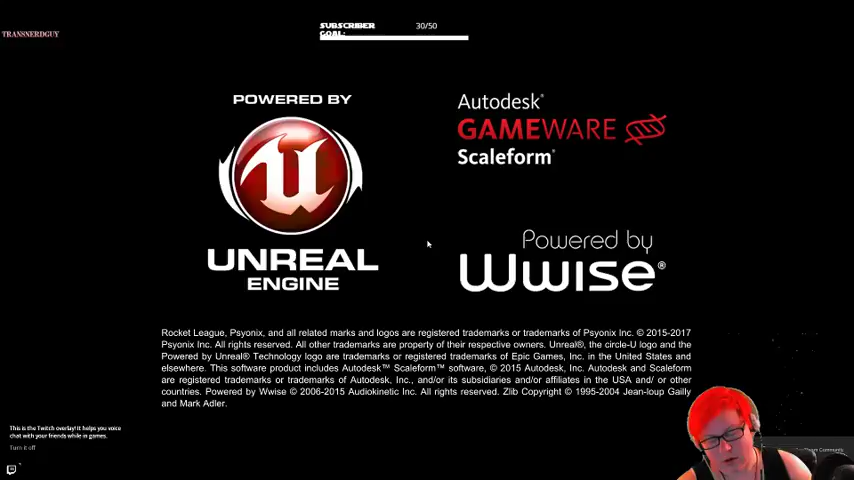 TRANSNERDGUY
SUBSCRIBER
GOAL:
30/50
POWERED BY
UNREAL
ENGINE
Autodesk®
GAMEWARE
Scaleform®
Powered by
Wwise®
Rocket League, Psyonix, and all related marks and logos are registered trademarks or trademarks of Psyonix Inc. © 2015-2017
Psyonix Inc. All rights reserved. All other trademarks are property of their respective owners. Unreal®, the circle-U logo and the
Powered by Unreal® Technology logo are trademarks or registered trademarks of Epic Games, Inc. in the United States and
elsewhere. This software product includes Autodesk™ Scaleform™ software, © 2015 Autodesk, Inc. Autodesk and Scaleform
are registered trademarks or trademarks of Autodesk, Inc., and/or its subsidiaries and/or affiliates in the USA and/ or other
countries. Powered by Wwise © 2006-2015 Audiokinetic Inc. All rights reserved. Zlib Copyright © 1995-2004 Jean-loup Gailly
and Mark Adler.
This is the Twitch overlay! It helps you voice
chat with your friends while in games.
Turn it off
Community